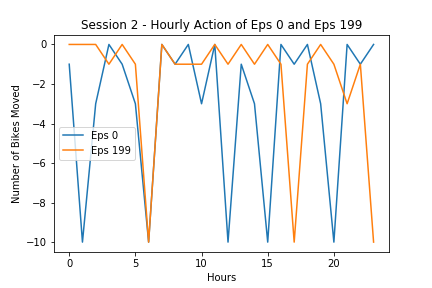 Session 2 - Hourly Action of Eps 0 and Eps 199
0
−2
−4
−6
−8
−10
Number of Bikes Moved
Eps 0
Eps 199
0 5 10 15 20
Hours